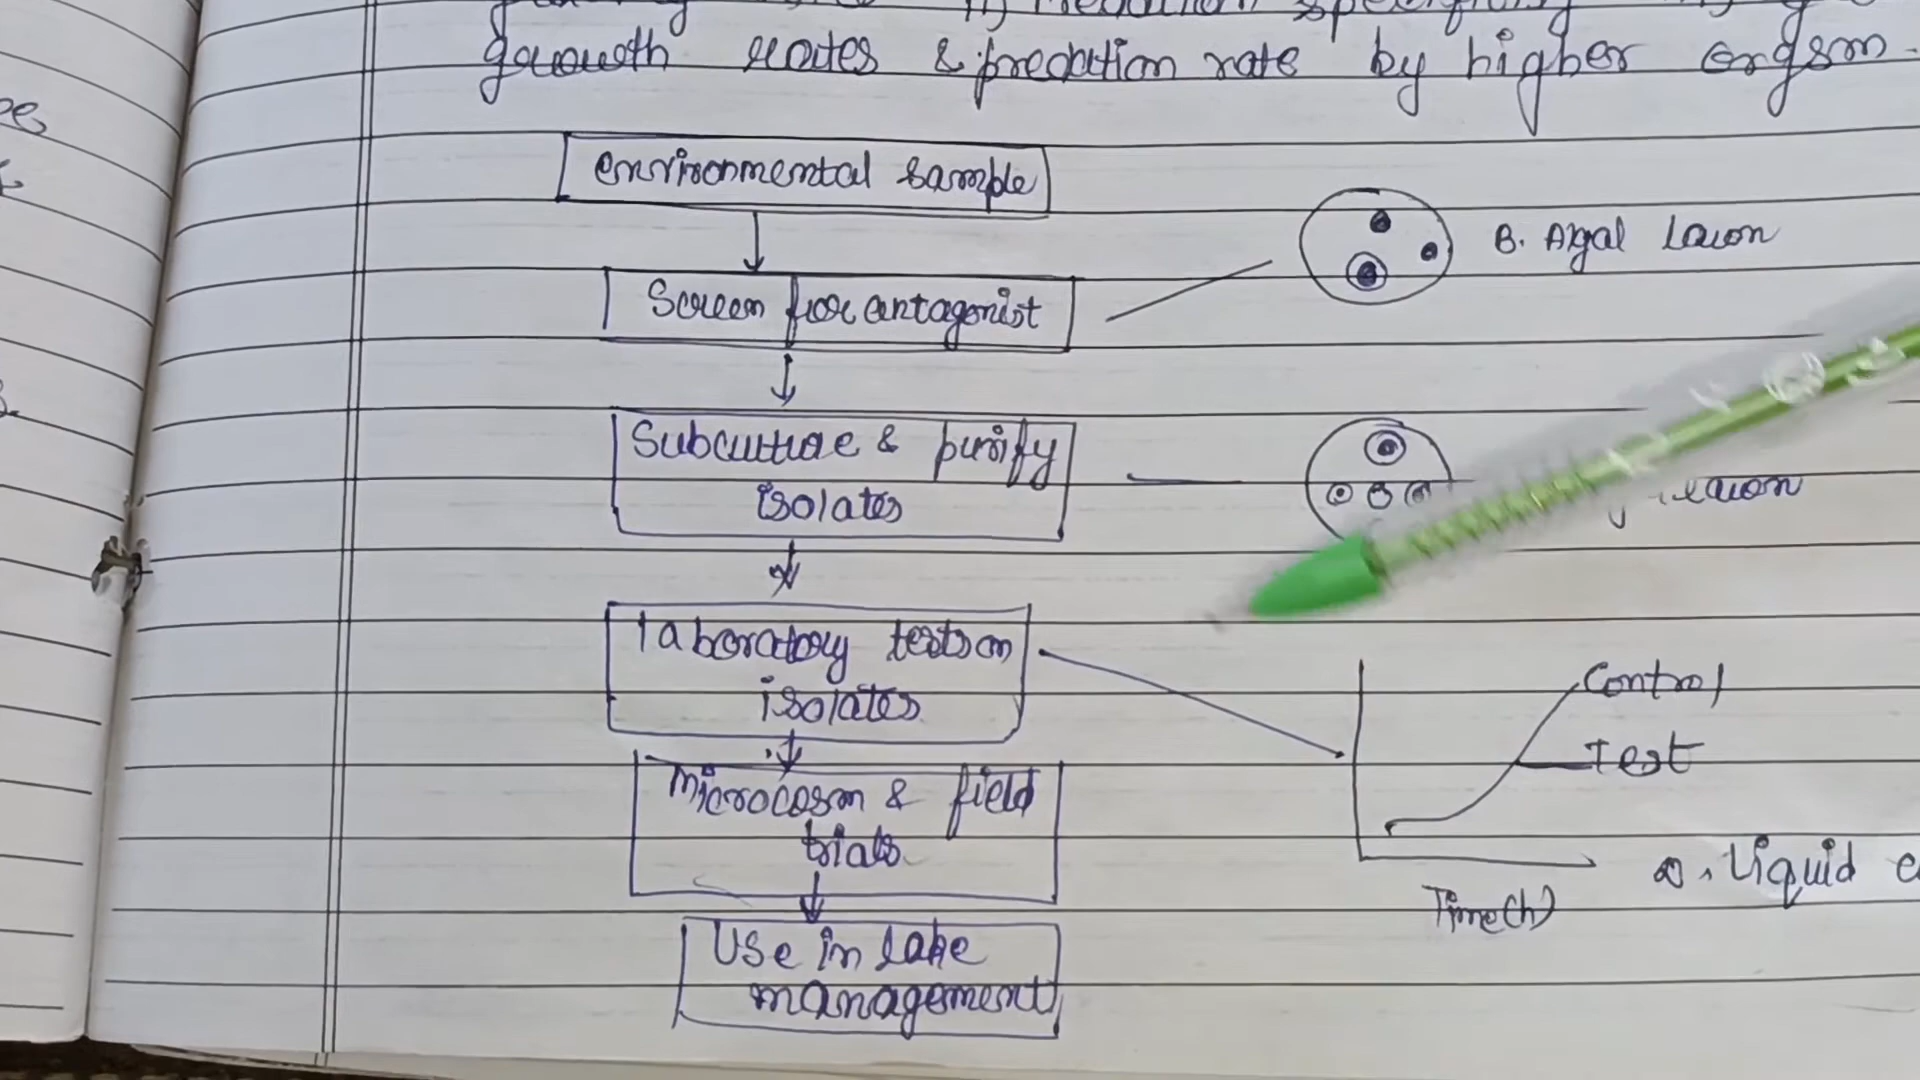 growth rates & predation rate by higher orgsm.
environmental sample
B. Algal Lawn
Screen for antagonist
Subculture & purify
isolates
laboratory tests on
isolates
Control
Test
Microcosm & field
trials
Liquid
Time(h)
Use in lake
management